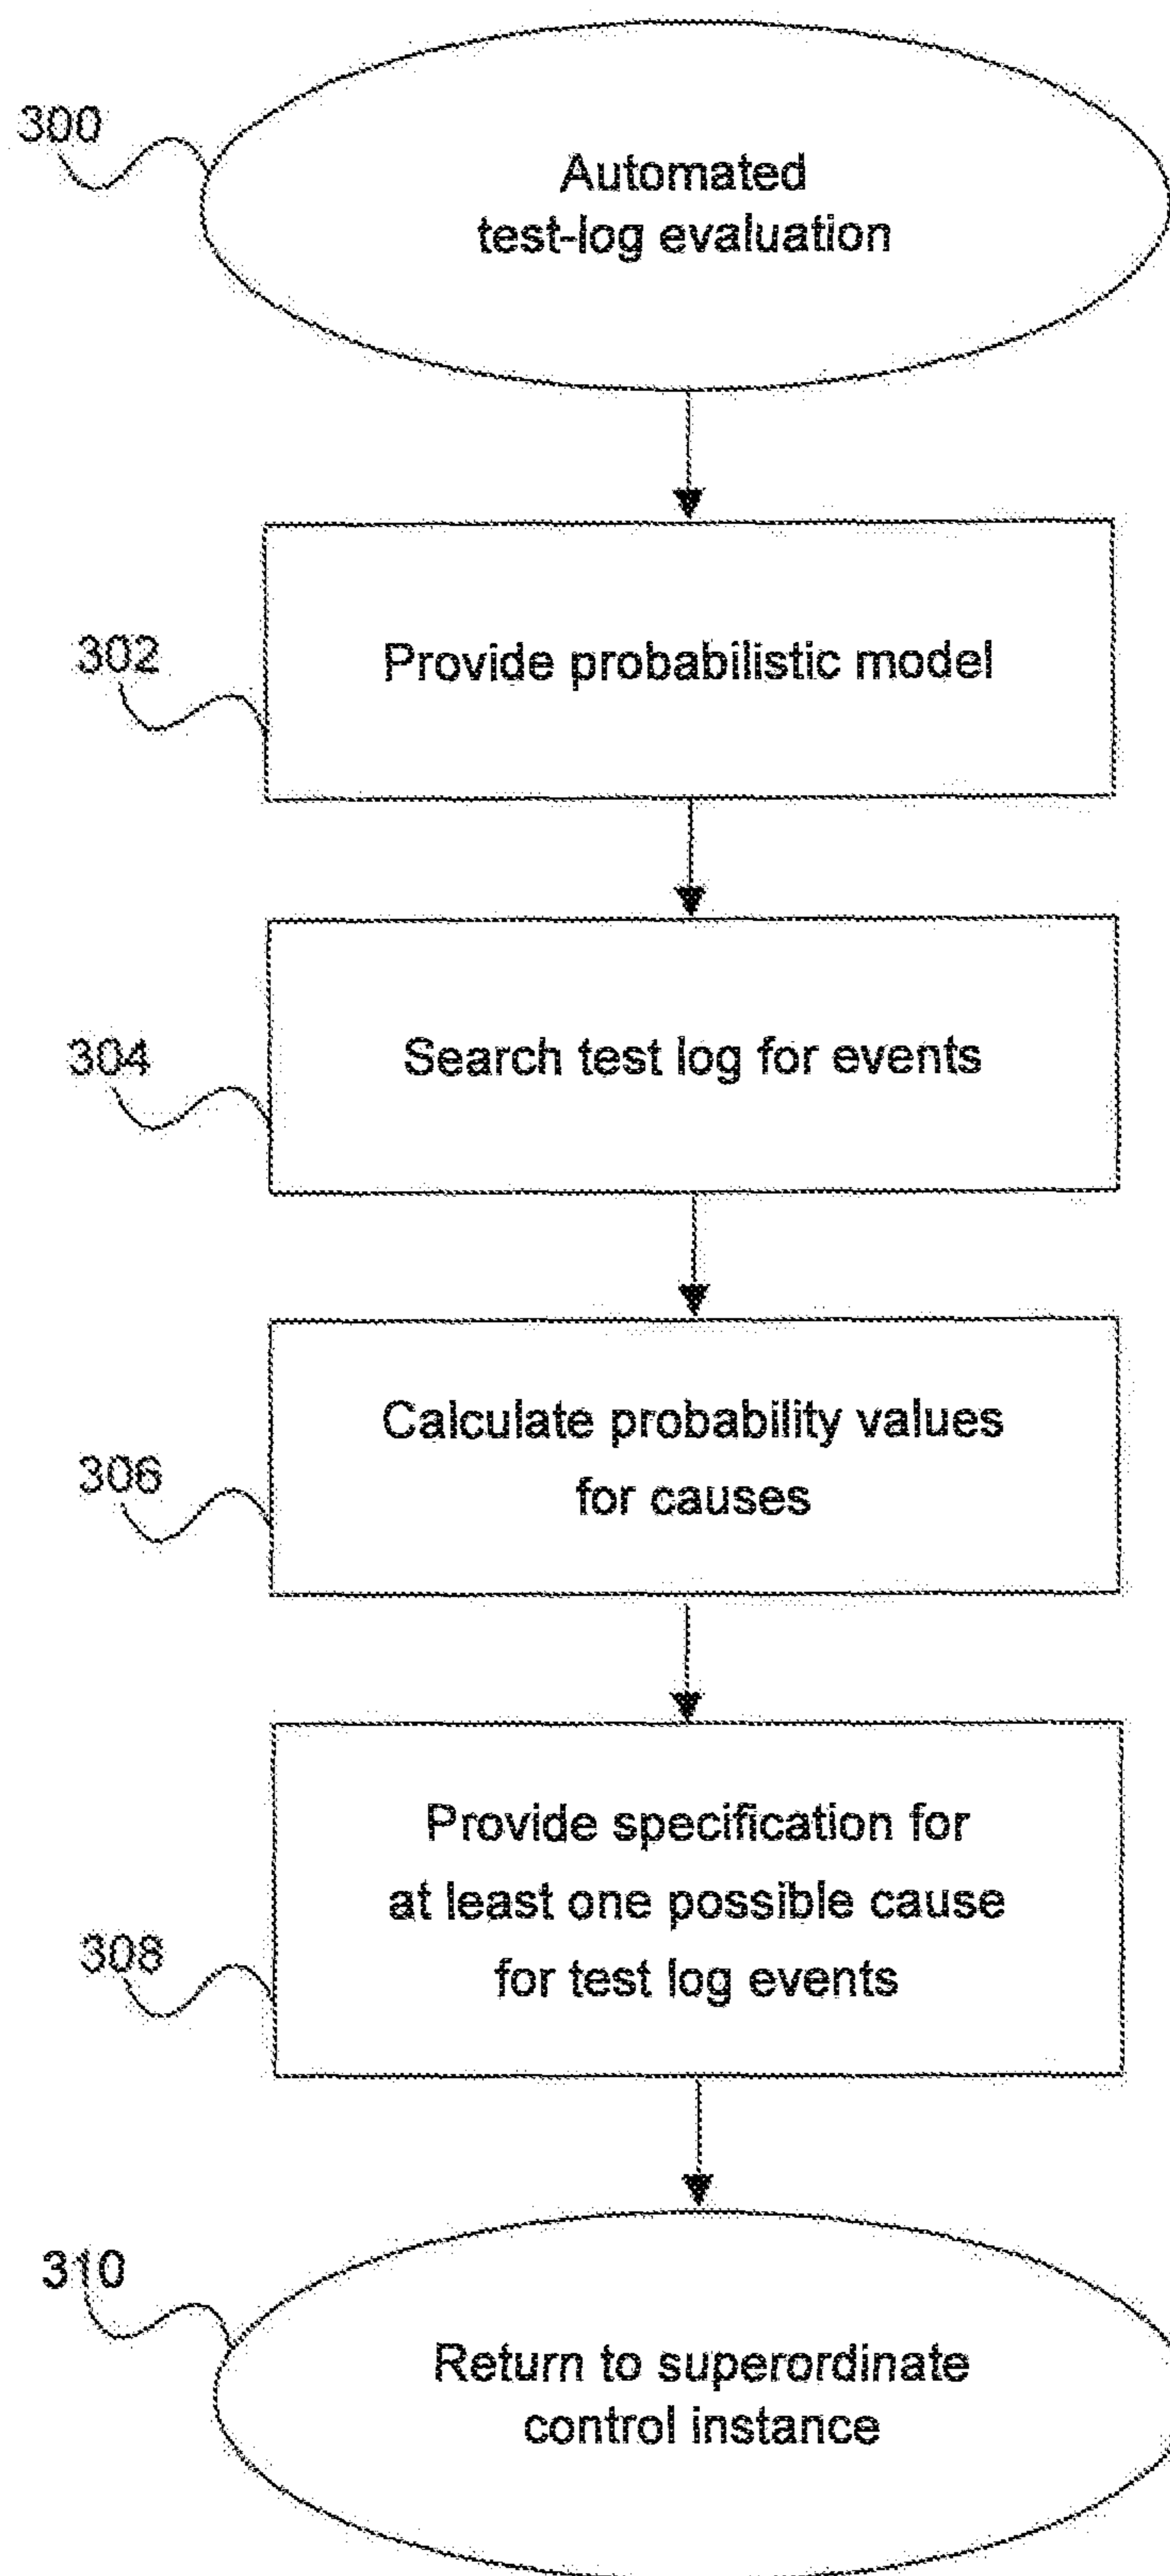 300
Automated
test-log evaluation
302
Provide probabilistic model
304
Search test log for events
306
Calculate probability values
for causes
308
Provide specification for
at least one possible cause
for test log events
310
Return to superordinate
control instance